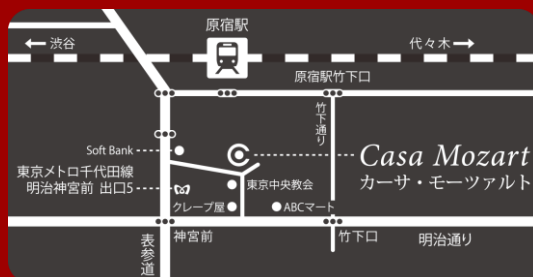 原宿駅
← 渋谷
代々木 →
原宿駅竹下口
竹下通り
Soft Bank
Casa Mozart
カーサ・モーツァルト
東京メトロ千代田線
明治神宮前 出口5
東京中央教会
クレープ屋
ABCマート
表参道
神宮前
竹下口
明治通り